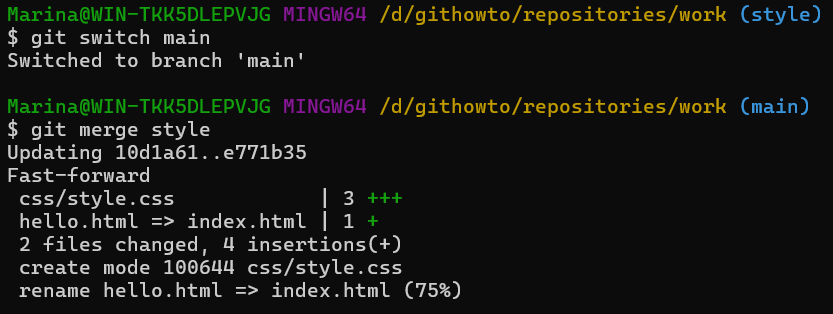 Marina@WIN-TKK5DLEPVJG MINGW64 /d/githowto/repositories/work (style)
$ git switch main
Switched to branch 'main'

Marina@WIN-TKK5DLEPVJG MINGW64 /d/githowto/repositories/work (main)
$ git merge style
Updating 10d1a61..e771b35
Fast-forward
 css/style.css            | 3 +++
 hello.html => index.html | 1 +
 2 files changed, 4 insertions(+)
 create mode 100644 css/style.css
 rename hello.html => index.html (75%)